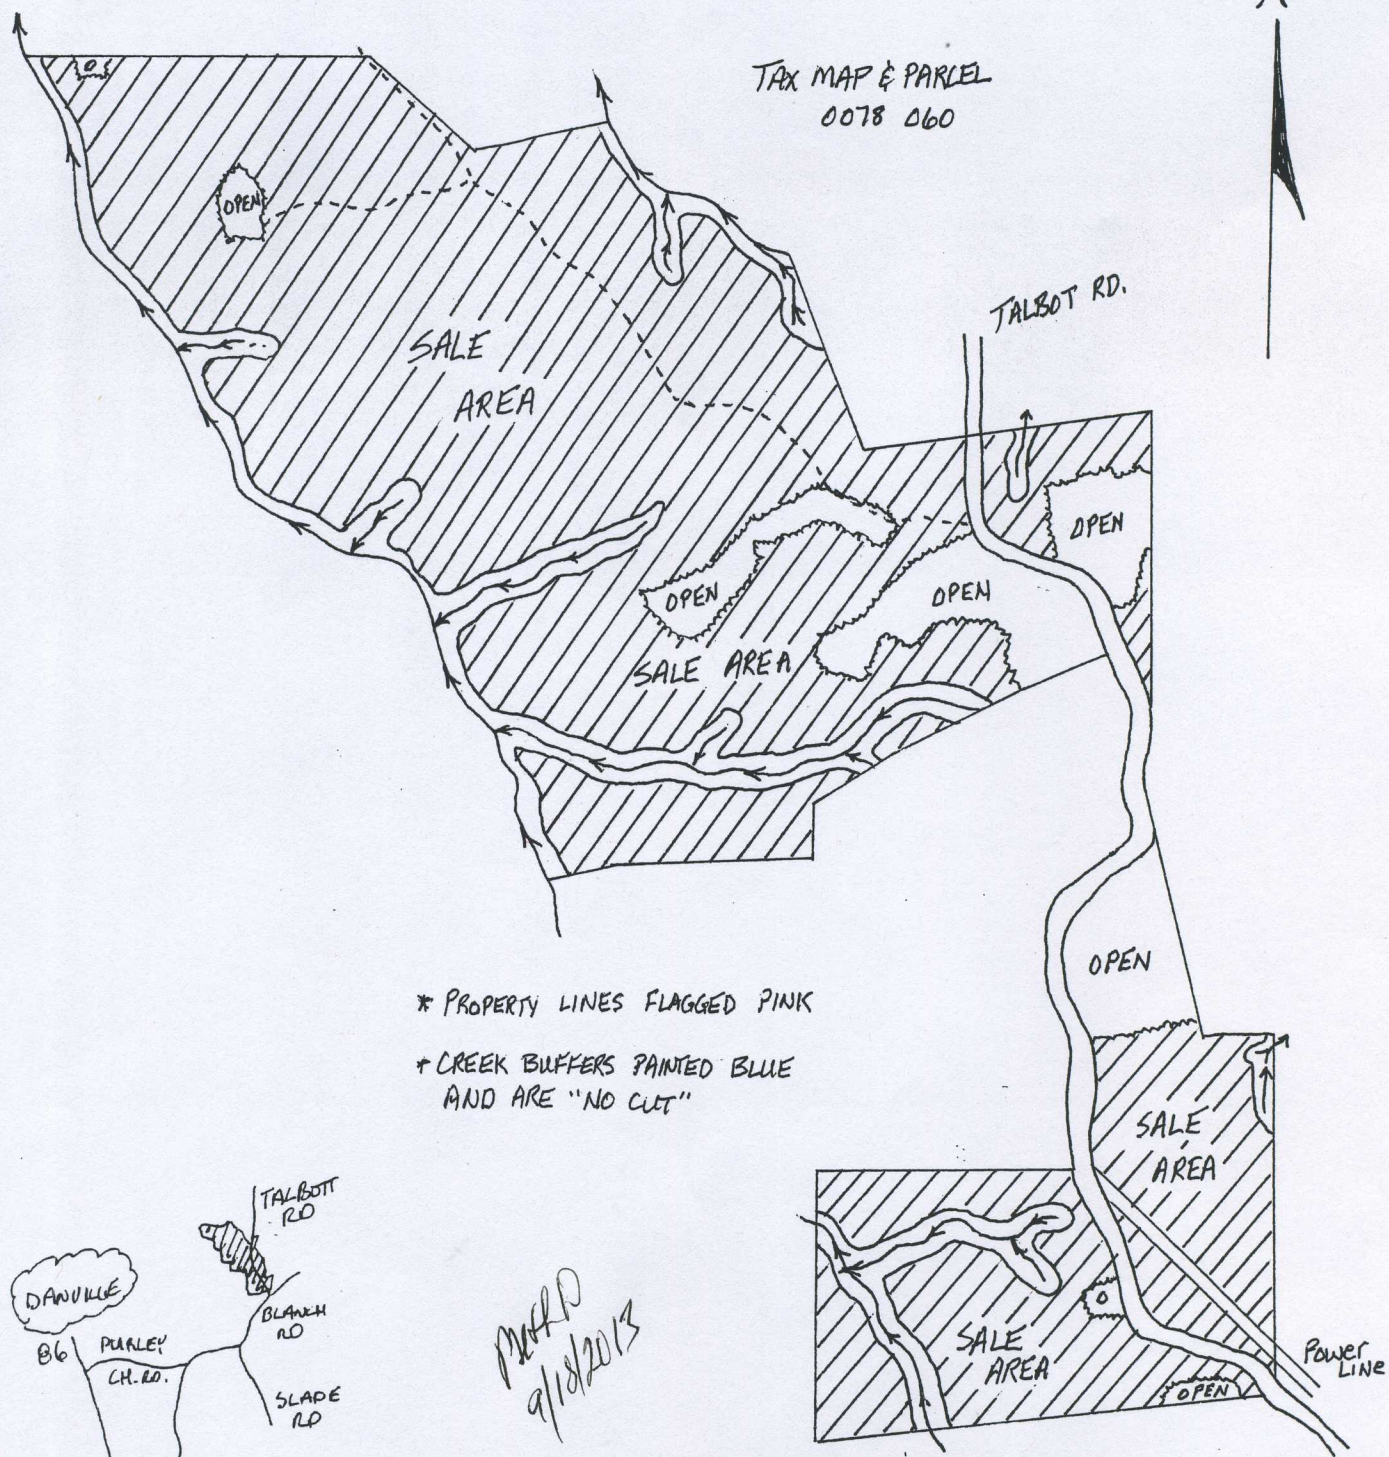 TAX MAP & PARCEL
0078 060
TALBOT RD.
O
OPEN
SALE
AREA
OPEN
OPEN
OPEN
SALE AREA
OPEN
* PROPERTY LINES FLAGGED PINK
* CREEK BUFFERS PAINTED BLUE
AND ARE "NO CUT"
SALE
AREA
TALBOTT
RD
DANVILLE
BLANCH
RD
86
PURLEY
CH. RD.
SLADE
RD
9/18/2013
O
SALE
AREA
OPEN
POWER
LINE